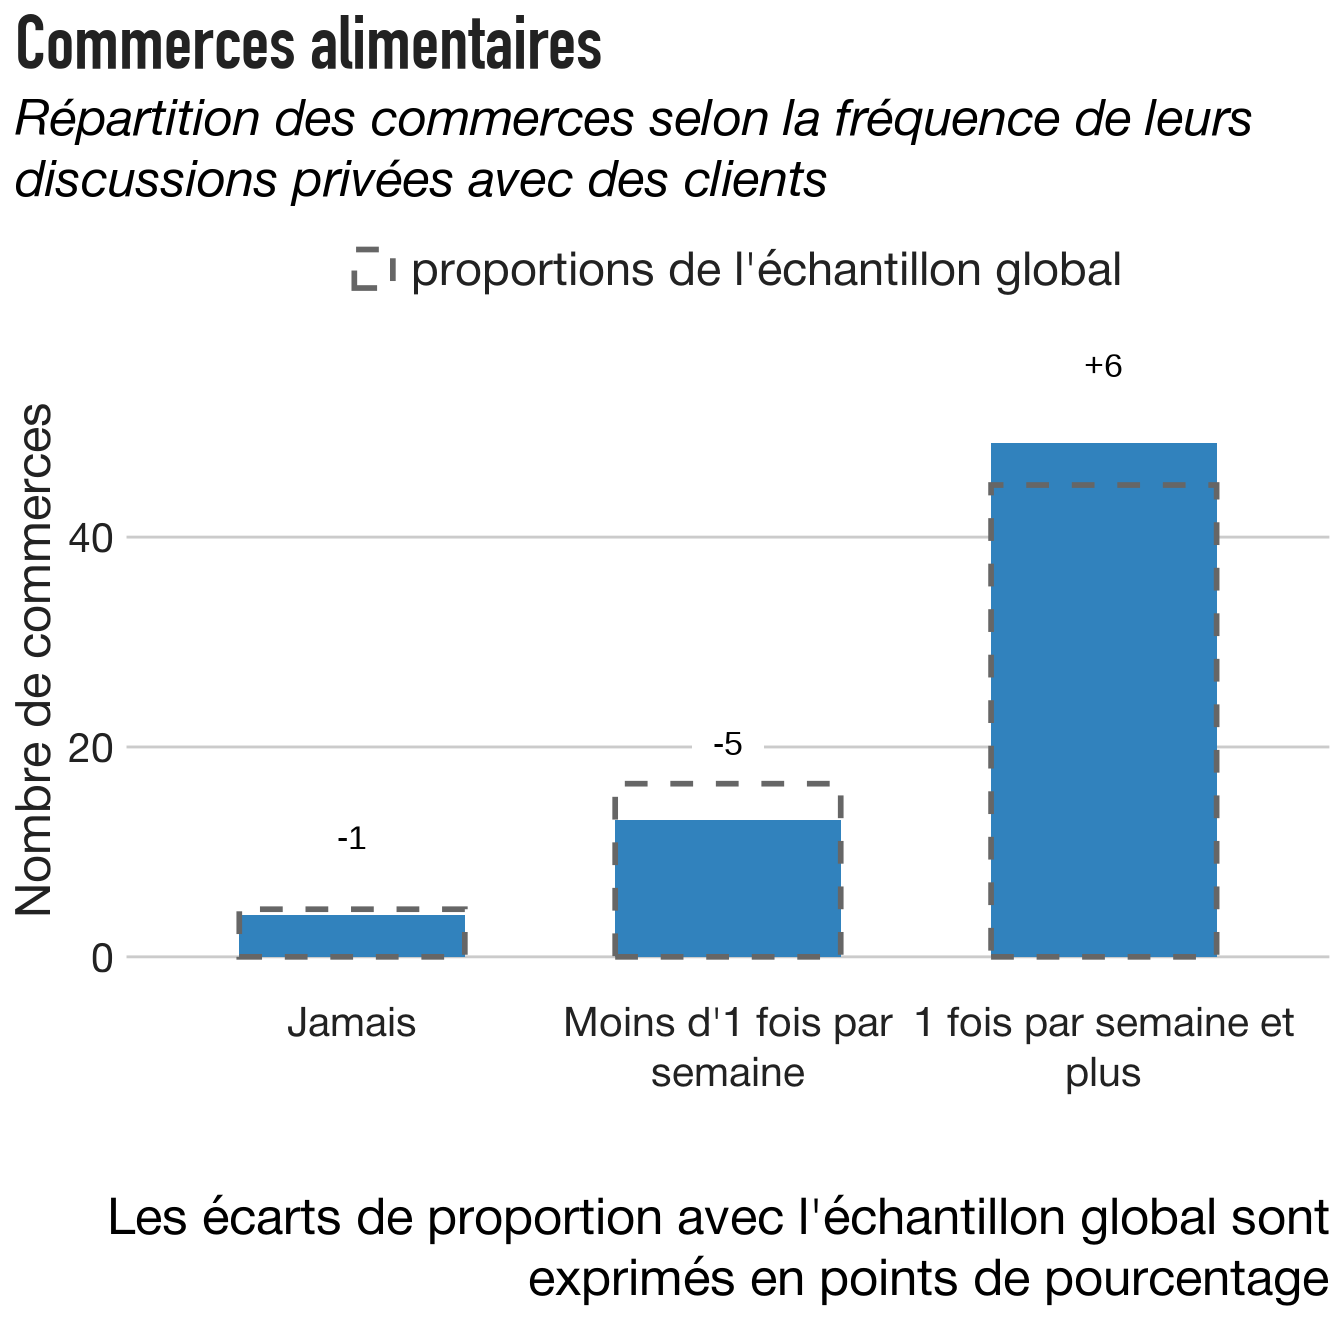 Commerces alimentaires
Répartition des commerces selon la fréquence de leurs
discussions privées avec des clients
proportions de l'échantillon global
Nombre de commerces
+6
40
20
-5
-1
0
Jamais
Moins d'1 fois par
semaine
1 fois par semaine et
plus
Les écarts de proportion avec l'échantillon global sont
exprimés en points de pourcentage